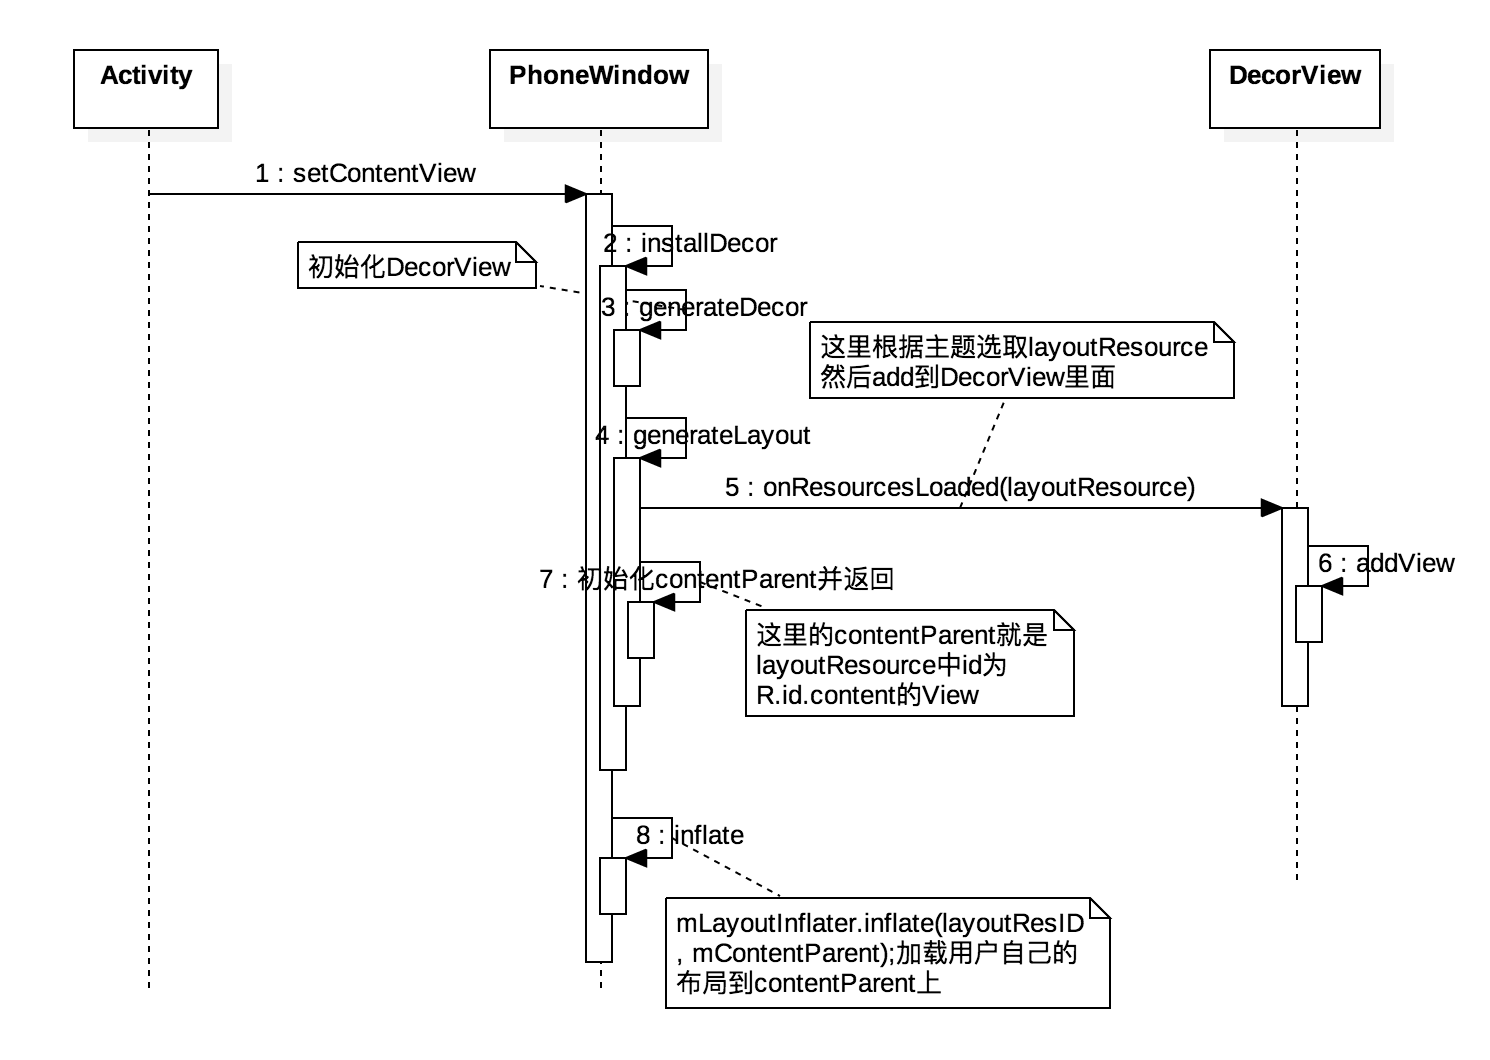 Activity
PhoneWindow
DecorView
1 : setContentView
2 : installDecor
初始化DecorView
3 : generateDecor
这里根据主题选取layoutResource
然后add到DecorView里面
4 : generateLayout
5 : onResourcesLoaded(layoutResource)
6 : addView
7 : 初始化contentParent并返回
这里的contentParent就是
layoutResource中id为
R.id.content的View
8 : inflate
mLayoutInflater.inflate(layoutResID
, mContentParent);加载用户自己的
布局到contentParent上